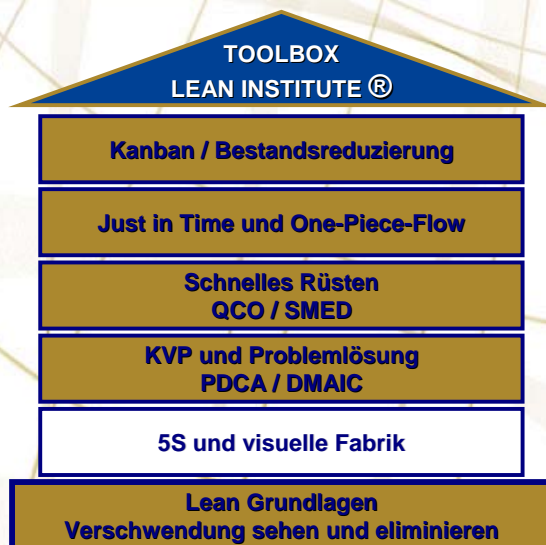 TOOLBOX
LEAN INSTITUTE ®
Kanban / Bestandsreduzierung
Just in Time und One-Piece-Flow
Schnelles Rüsten
QCO / SMED
KVP und Problemlösung
PDCA / DMAIC
5S und visuelle Fabrik
Lean Grundlagen
Verschwendung sehen und eliminieren